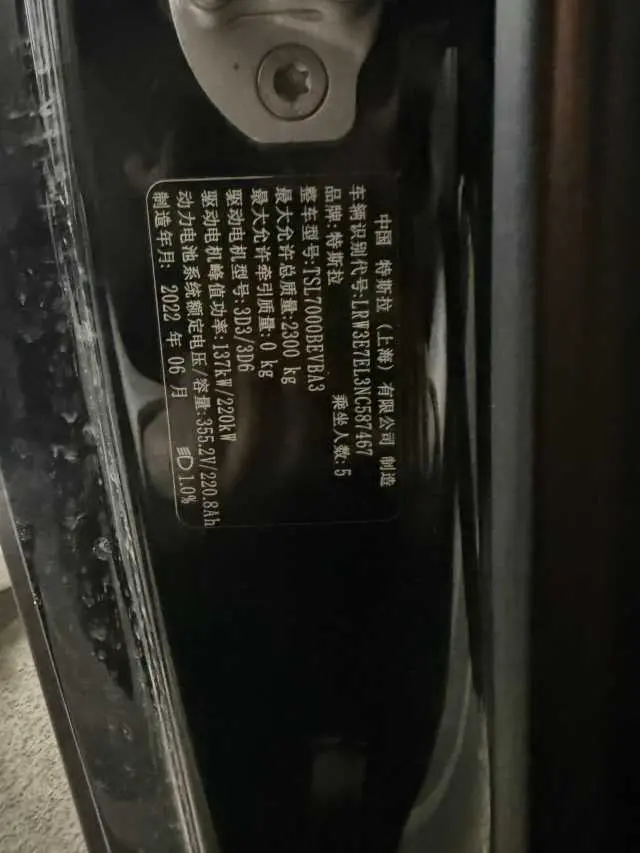 中国 特斯拉（上海）有限公司 制造
车辆识别代号:LRW3E7EL3NC587467
品牌:特斯拉 乘坐人数:5
整车型号:TSL7000BEVBA3
最大允许总质量:2300 kg
最大允许牵引质量:0 kg
驱动电机型号:3D3/3D6
驱动电机峰值功率:137kW/220kW
动力电池系统额定电压/容量:355.2V/220.8Ah
制造年月: 2022 年 06 月 1.0%